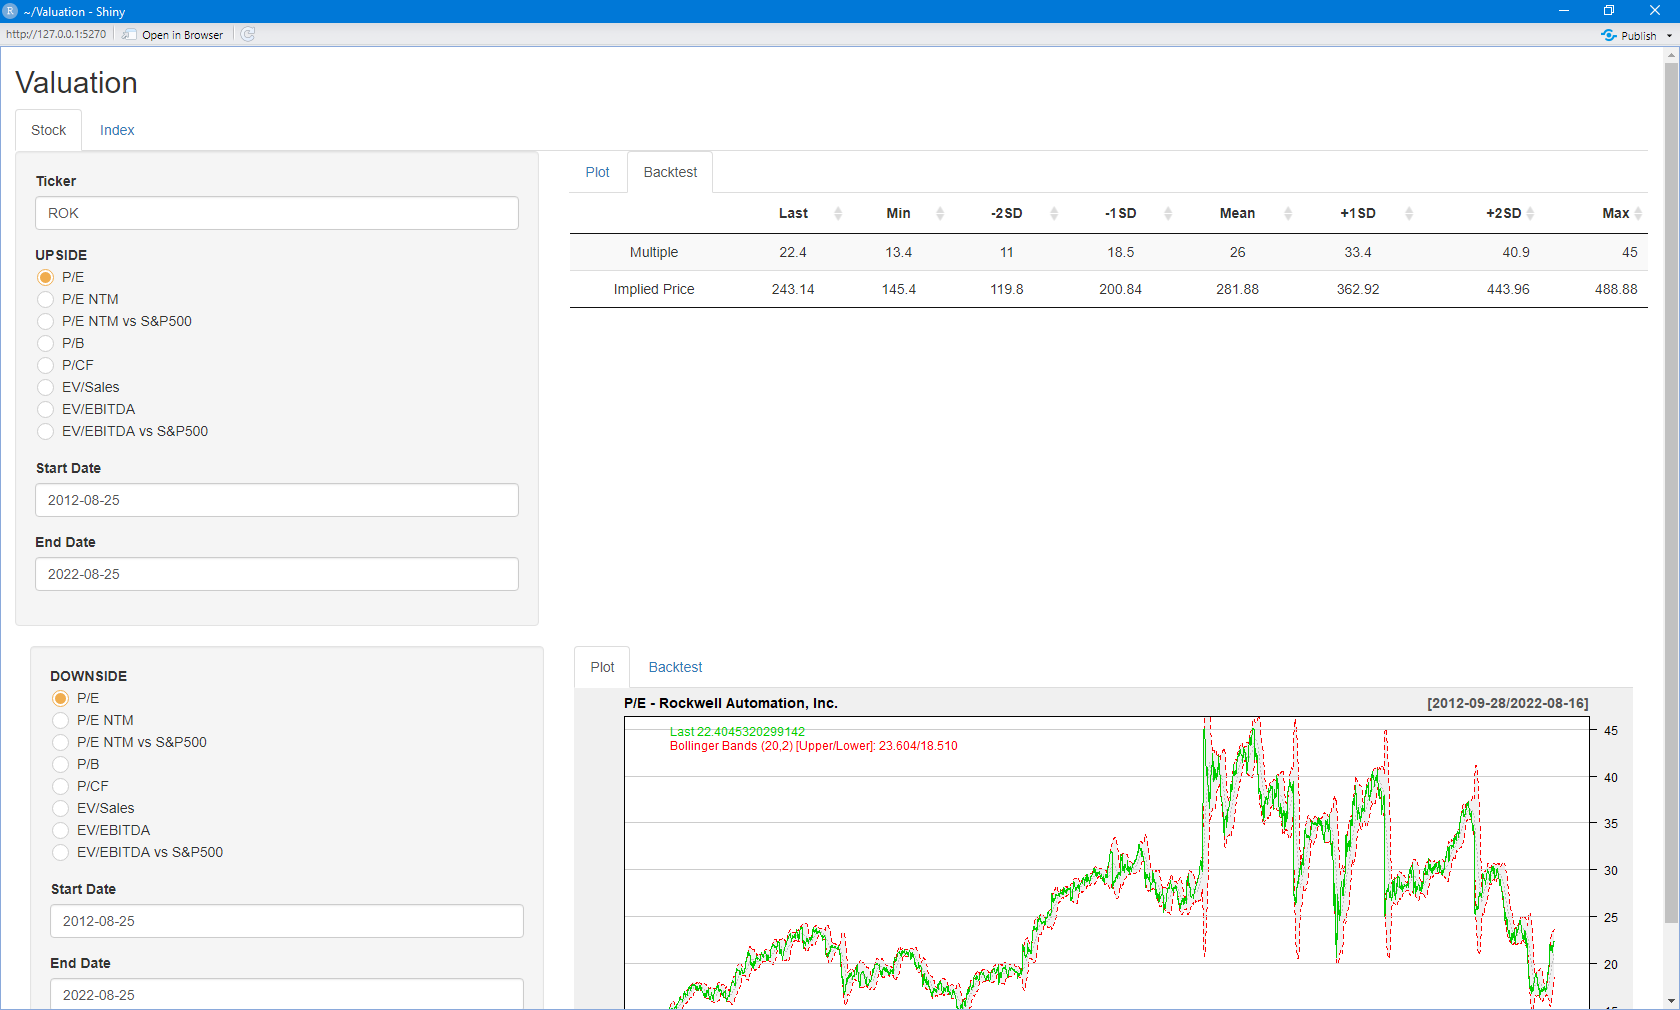 R ~/Valuation - Shiny
http://127.0.0.1:5270 Open in Browser Publish
Valuation
Stock Index
Ticker
ROK
UPSIDE
P/E
P/E NTM
P/E NTM vs S&P500
P/B
P/CF
EV/Sales
EV/EBITDA
EV/EBITDA vs S&P500
Start Date
2012-08-25
End Date
2022-08-25
Plot Backtest
Last Min -2SD -1SD Mean +1SD +2SD Max
Multiple 22.4 13.4 11 18.5 26 33.4 40.9 45
Implied Price 243.14 145.4 119.8 200.84 281.88 362.92 443.96 488.88
DOWNSIDE
P/E
P/E NTM
P/E NTM vs S&P500
P/B
P/CF
EV/Sales
EV/EBITDA
EV/EBITDA vs S&P500
Start Date
2012-08-25
End Date
2022-08-25
Plot Backtest
P/E - Rockwell Automation, Inc. [2012-09-28/2022-08-16]
Last 22.4045320299142
Bollinger Bands (20,2) [Upper/Lower]: 23.604/18.510
45
40
35
30
25
20